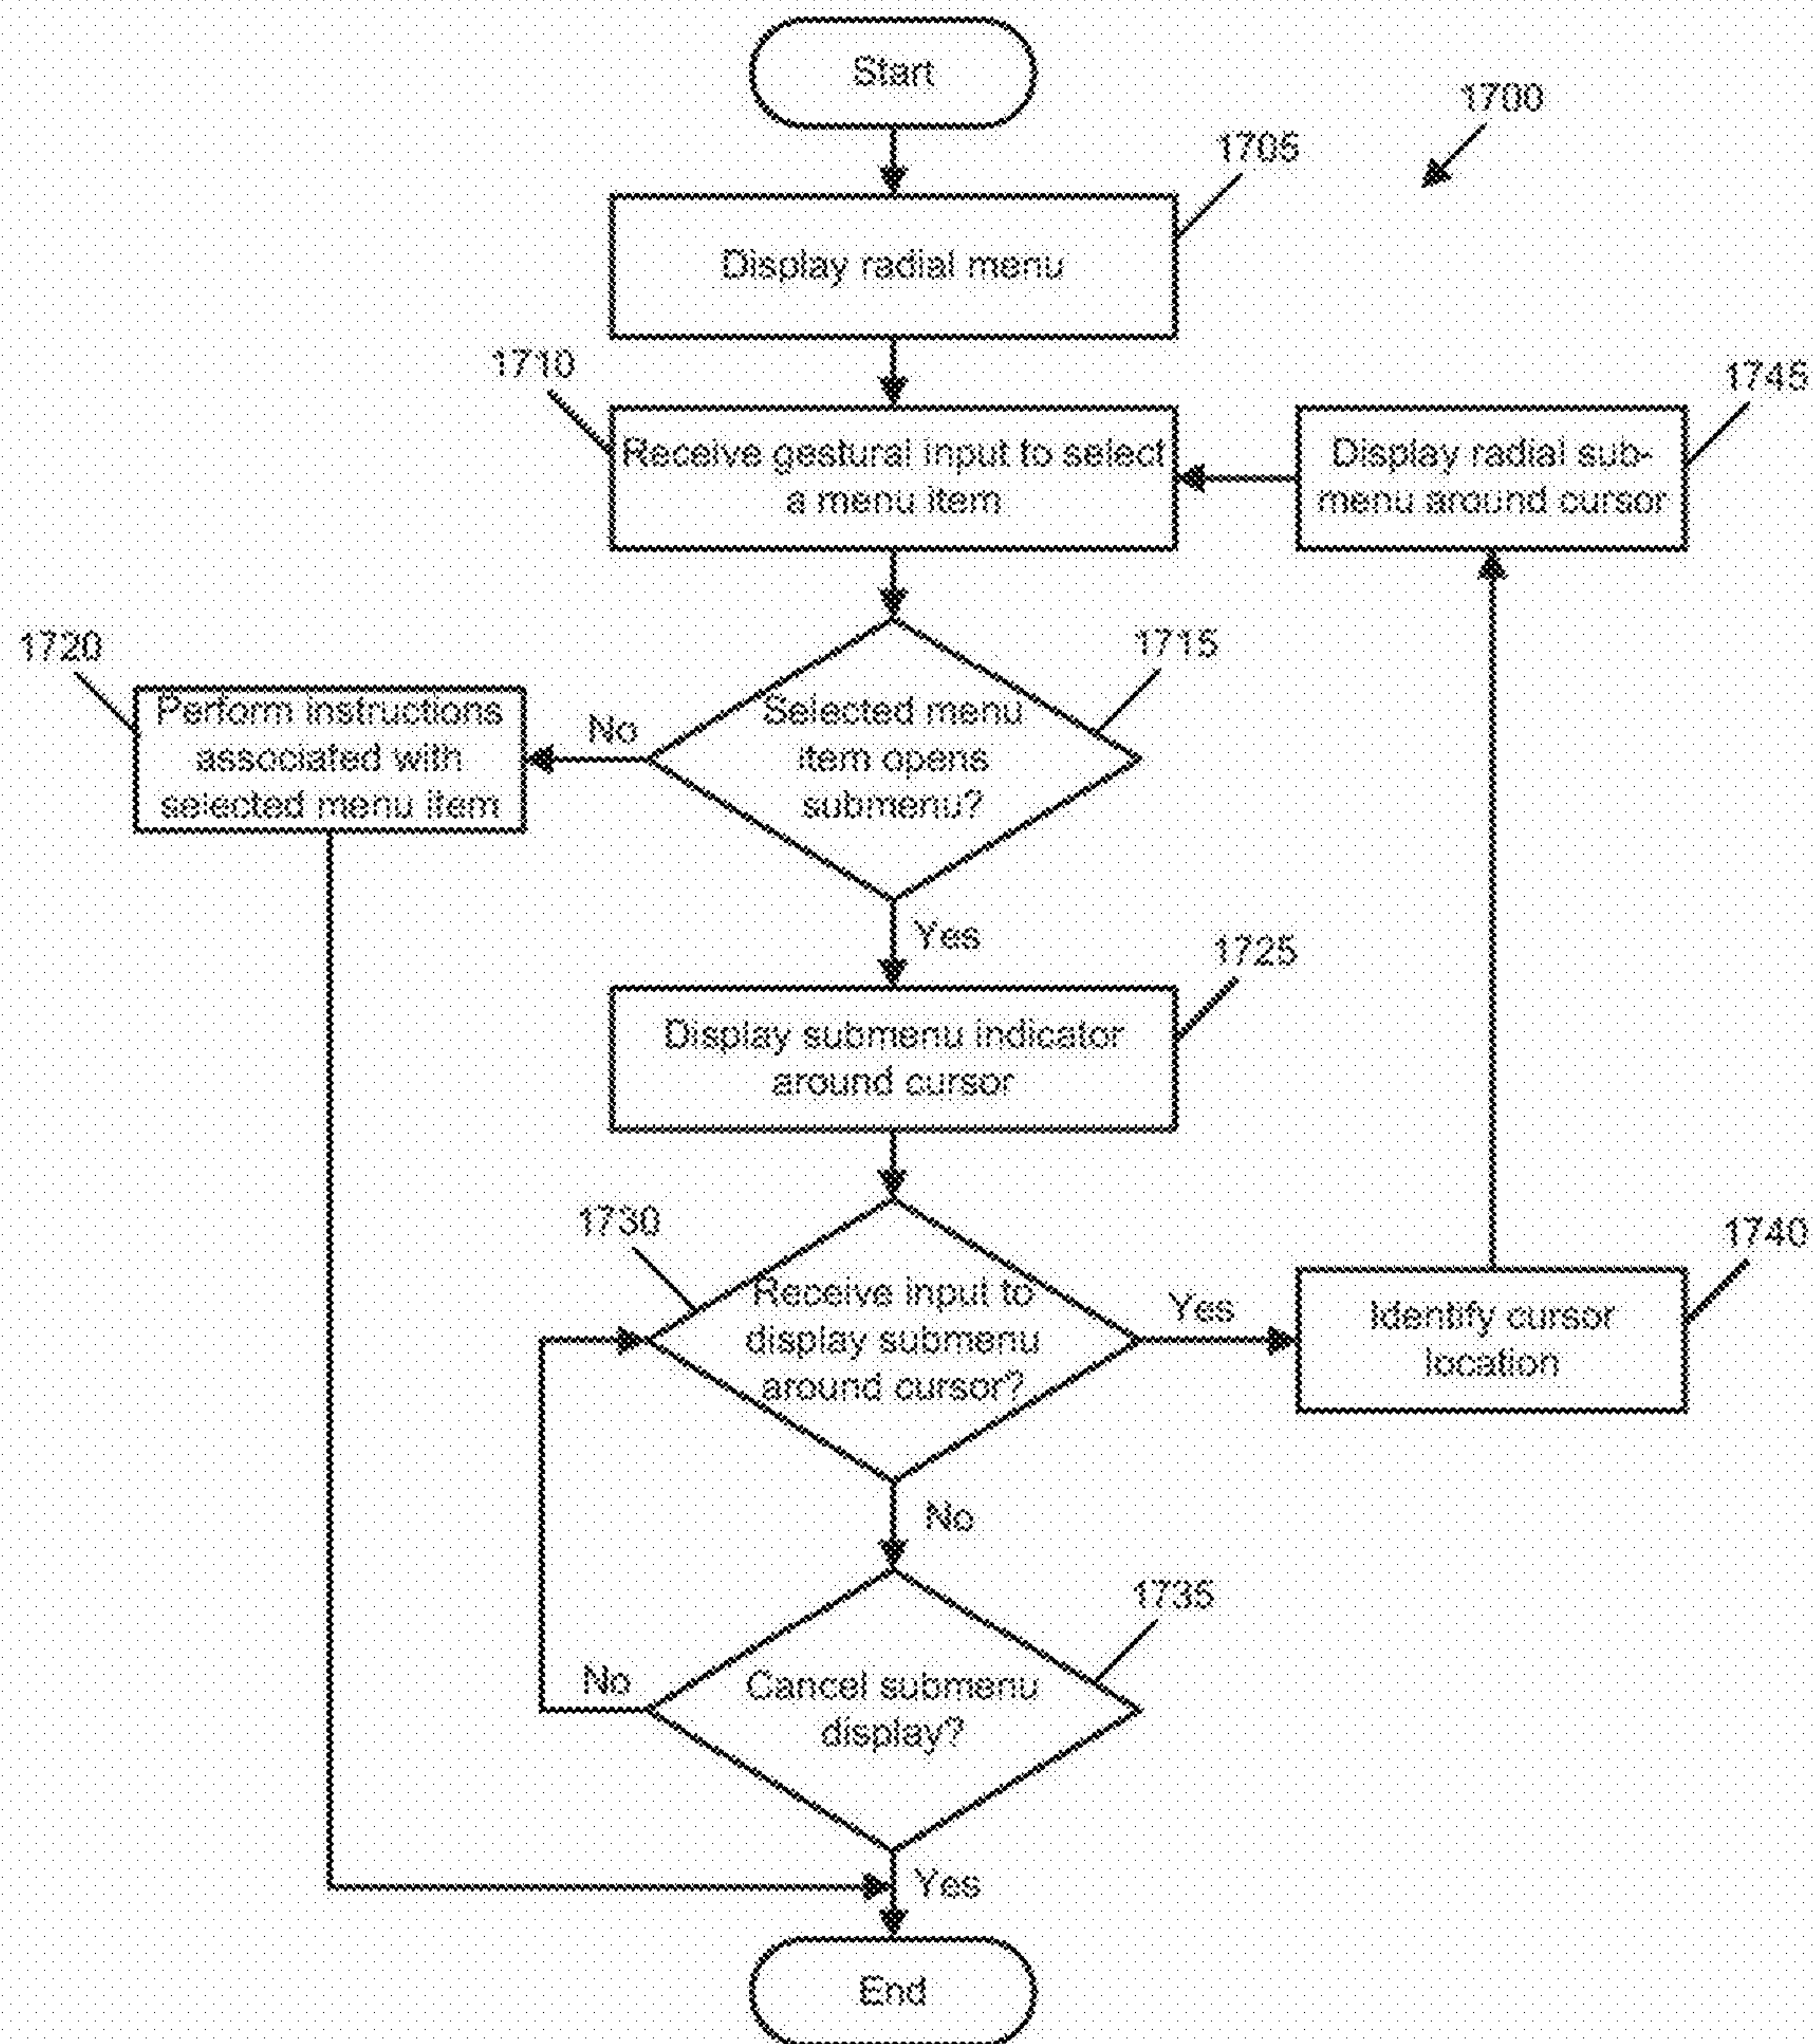 Start
1700
1705
Display radial menu
1710
1745
Receive gestural input to select
a menu item
Display radial sub-
menu around cursor
1720
1715
Perform instructions
associated with
selected menu item
No
Selected menu
item opens
submenu?
Yes
1725
Display submenu indicator
around cursor
1730
1740
Receive input to
display submenu
around cursor?
Yes
Identify cursor
location
No
1735
No
Cancel submenu
display?
Yes
End